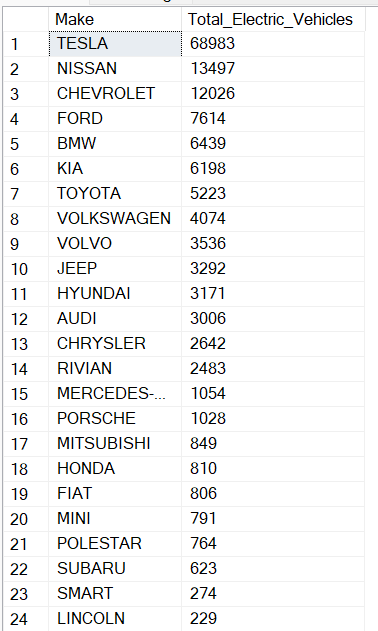 Make Total_Electric_Vehicles
1 TESLA 68983
2 NISSAN 13497
3 CHEVROLET 12026
4 FORD 7614
5 BMW 6439
6 KIA 6198
7 TOYOTA 5223
8 VOLKSWAGEN 4074
9 VOLVO 3536
10 JEEP 3292
11 HYUNDAI 3171
12 AUDI 3006
13 CHRYSLER 2642
14 RIVIAN 2483
15 MERCEDES-... 1054
16 PORSCHE 1028
17 MITSUBISHI 849
18 HONDA 810
19 FIAT 806
20 MINI 791
21 POLESTAR 764
22 SUBARU 623
23 SMART 274
24 LINCOLN 229